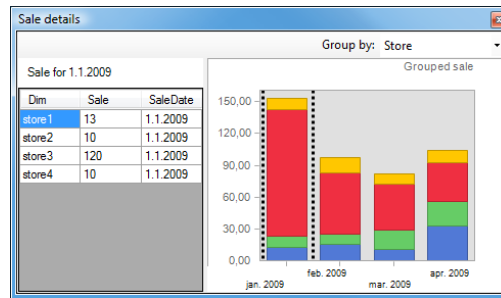 Sale details
Group by: Store
Sale for 1.1.2009
Grouped sale
Dim Sale SaleDate
store1 13 1.1.2009
store2 10 1.1.2009
store3 120 1.1.2009
store4 10 1.1.2009
150,00
120,00
90,00
60,00
30,00
0,00
jan. 2009
feb. 2009
mar. 2009
apr. 2009